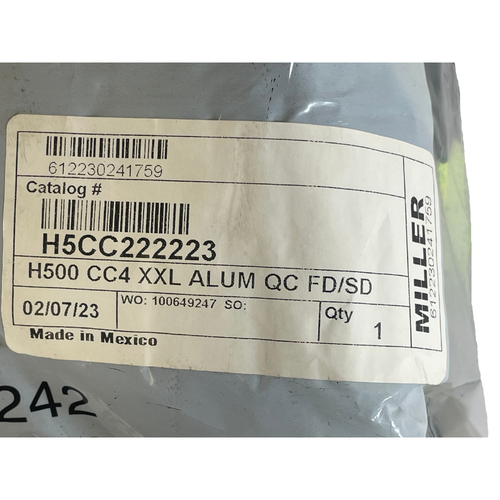 612230241759
Catalog #
H5CC222223
H500 CC4 XXL ALUM QC FD/SD
02/07/23
WO: 100649247 SO:
Qty
1
Made in Mexico
MILLER
612230241759
242